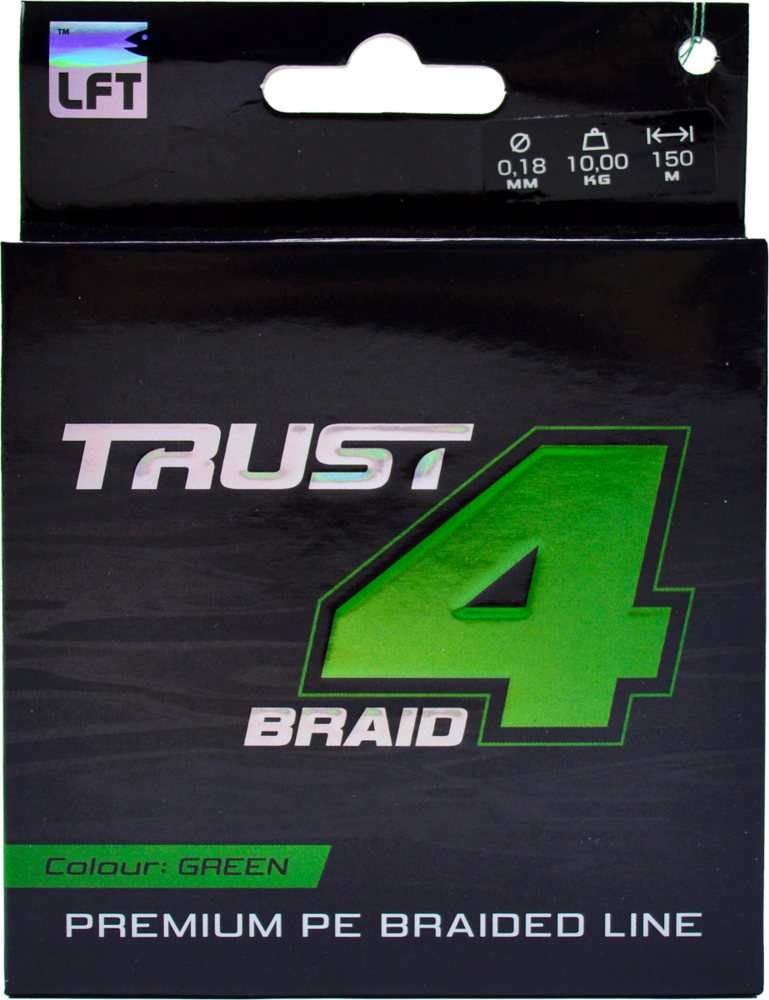 ™
LFT
Ø
0,18 10,00 150
MM KG M
TRUST
4
BRAID
Colour: GREEN
PREMIUM PE BRAIDED LINE